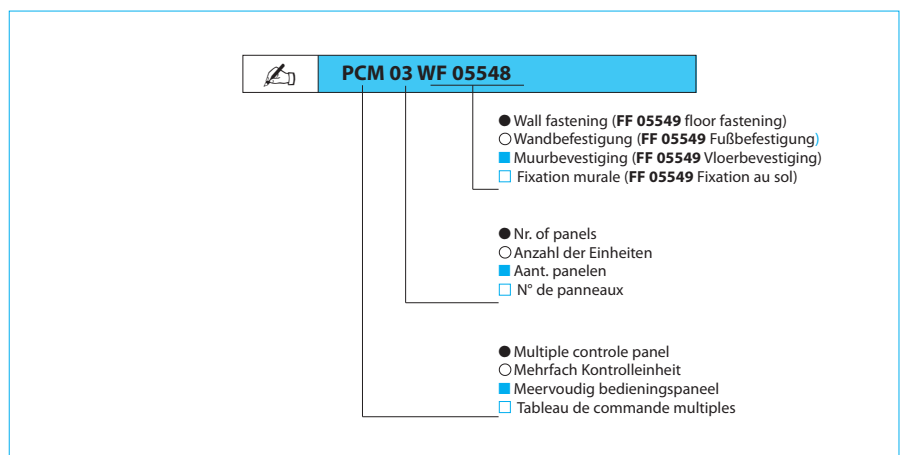 PCM 03 WF 05548
Wall fastening (FF 05549 floor fastening)
Wandbefestigung (FF 05549 Fußbefestigung)
Muurbevestiging (FF 05549 Vloerbevestiging)
Fixation murale (FF 05549 Fixation au sol)
Nr. of panels
Anzahl der Einheiten
Aant. panelen
N° de panneaux
Multiple controle panel
Mehrfach Kontrolleinheit
Meervoudig bedieningspaneel
Tableau de commande multiples